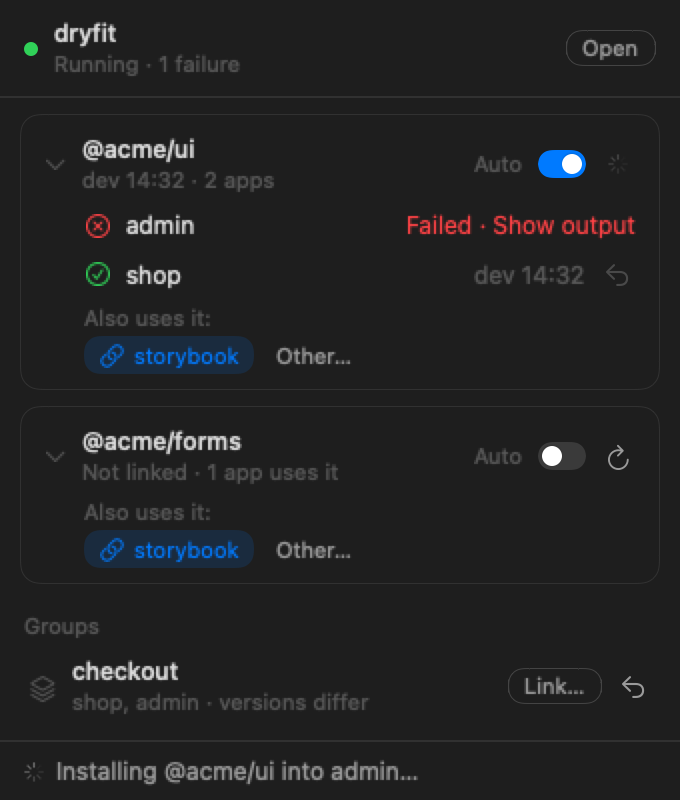 dryfit
Running · 1 failure
Open
@acme/ui
dev 14:32 · 2 apps
Auto
admin
Failed · Show output
shop
dev 14:32
Also uses it:
storybook
Other...
@acme/forms
Not linked · 1 app uses it
Auto
Also uses it:
storybook
Other...
Groups
checkout
shop, admin · versions differ
Link...
Installing @acme/ui into admin...